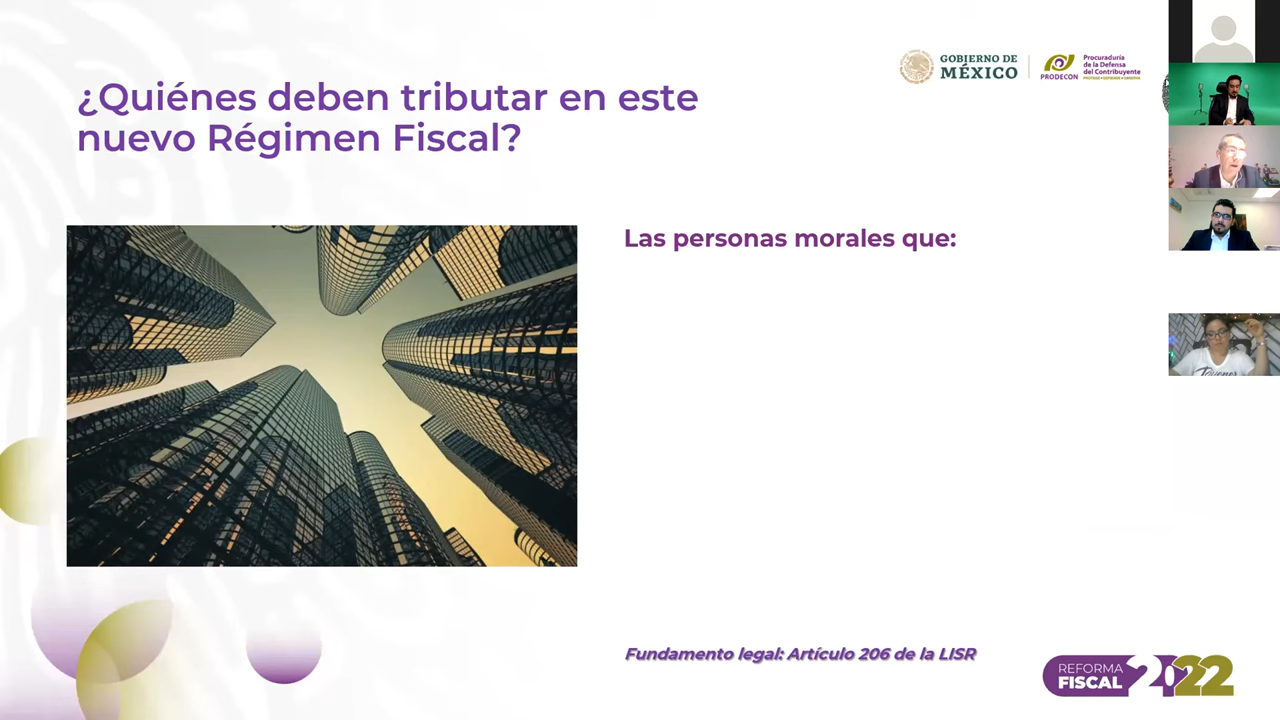 ¿Quiénes deben tributar en este
nuevo Régimen Fiscal?
GOBIERNO DE
MÉXICO
PRODECON
Procuraduría
de la Defensa
del Contribuyente
Las personas morales que:
Fundamento legal: Artículo 206 de la LISR
REFORMA
FISCAL
2022